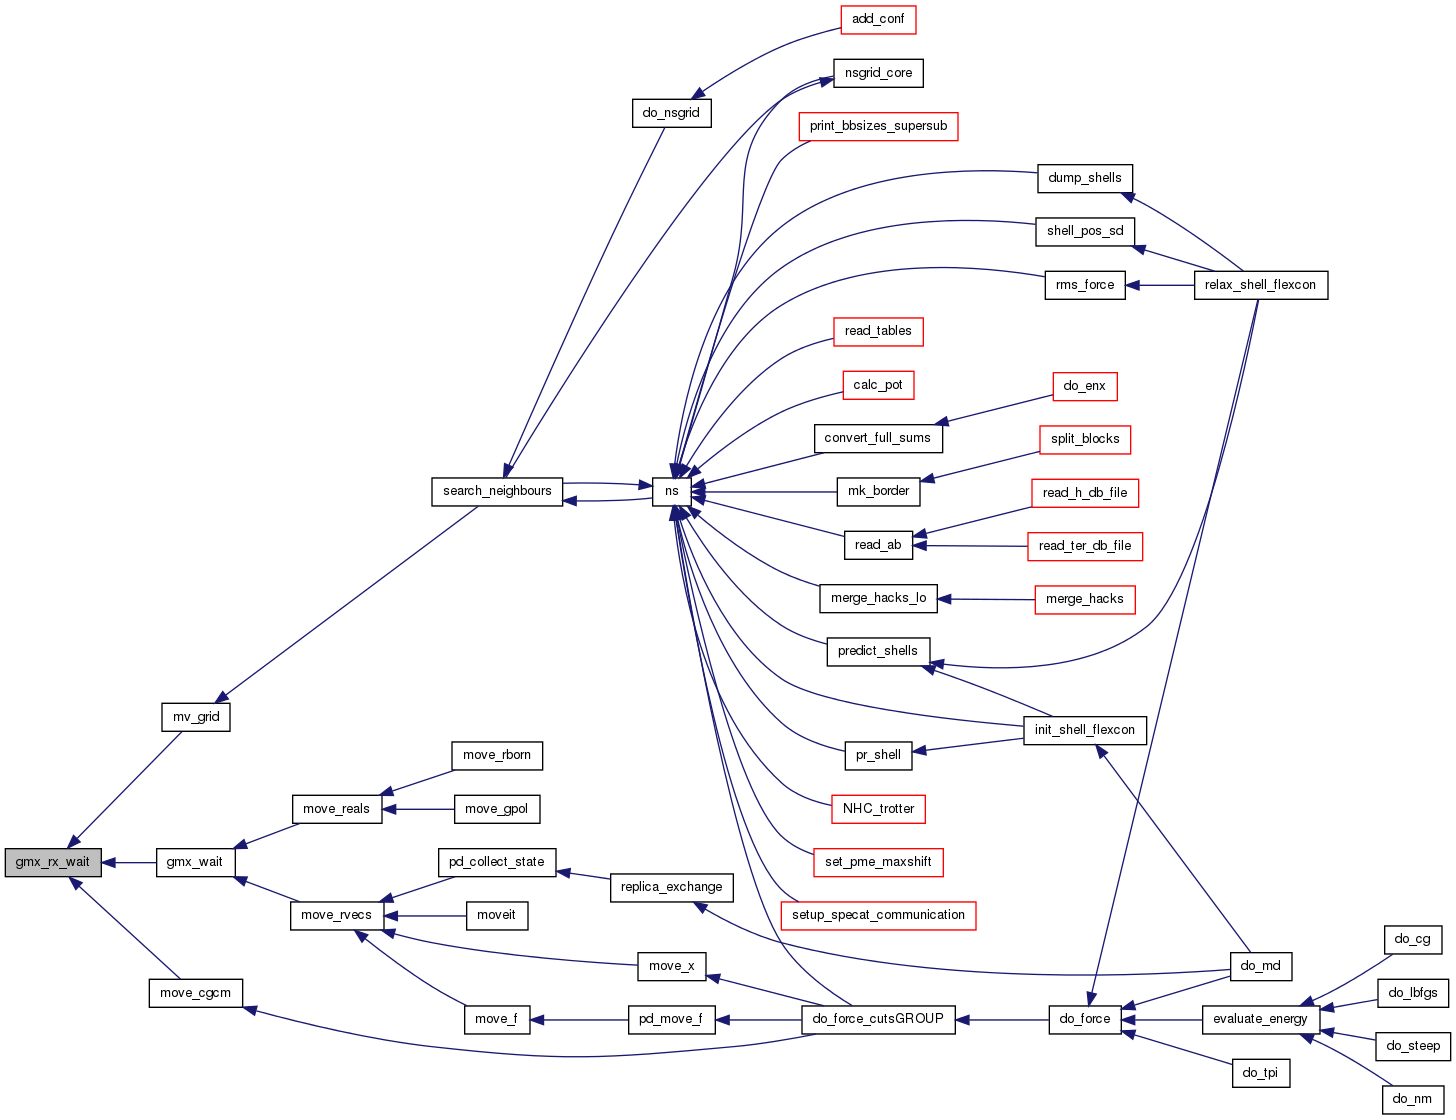 add_conf
nsgrid_core
do_nsgrid
print_bbsizes_supersub
dump_shells
shell_pos_sd
rms_force
relax_shell_flexcon
read_tables
calc_pot
do_enx
convert_full_sums
split_blocks
search_neighbours
ns
mk_border
read_h_db_file
read_ab
read_ter_db_file
merge_hacks_lo
merge_hacks
predict_shells
mv_grid
init_shell_flexcon
move_rborn
pr_shell
move_reals
move_gpol
NHC_trotter
gmx_rx_wait
gmx_wait
pd_collect_state
set_pme_maxshift
replica_exchange
move_rvecs
moveit
setup_specat_communication
do_cg
move_x
do_md
move_cgcm
do_lbfgs
move_f
pd_move_f
do_force_cutsGROUP
do_force
evaluate_energy
do_steep
do_tpi
do_nm